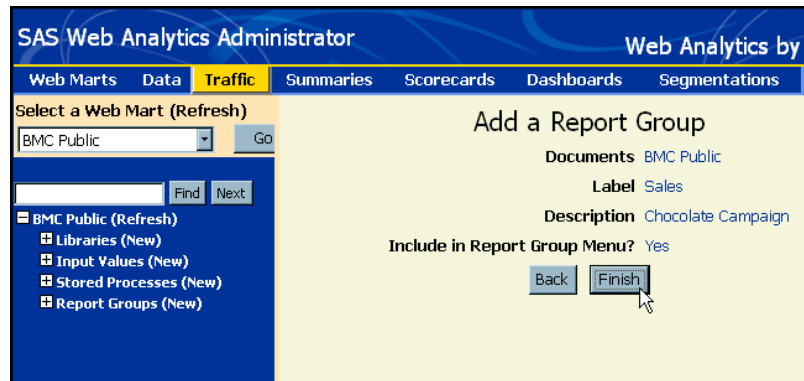 SAS Web Analytics Administrator
Web Analytics by
Web Marts Data Traffic Summaries Scorecards Dashboards Segmentations
Select a Web Mart (Refresh)
BMC Public Go
Find Next
BMC Public (Refresh)
Libraries (New)
Input Values (New)
Stored Processes (New)
Report Groups (New)
Add a Report Group
Documents BMC Public
Label Sales
Description Chocolate Campaign
Include in Report Group Menu? Yes
Back Finish